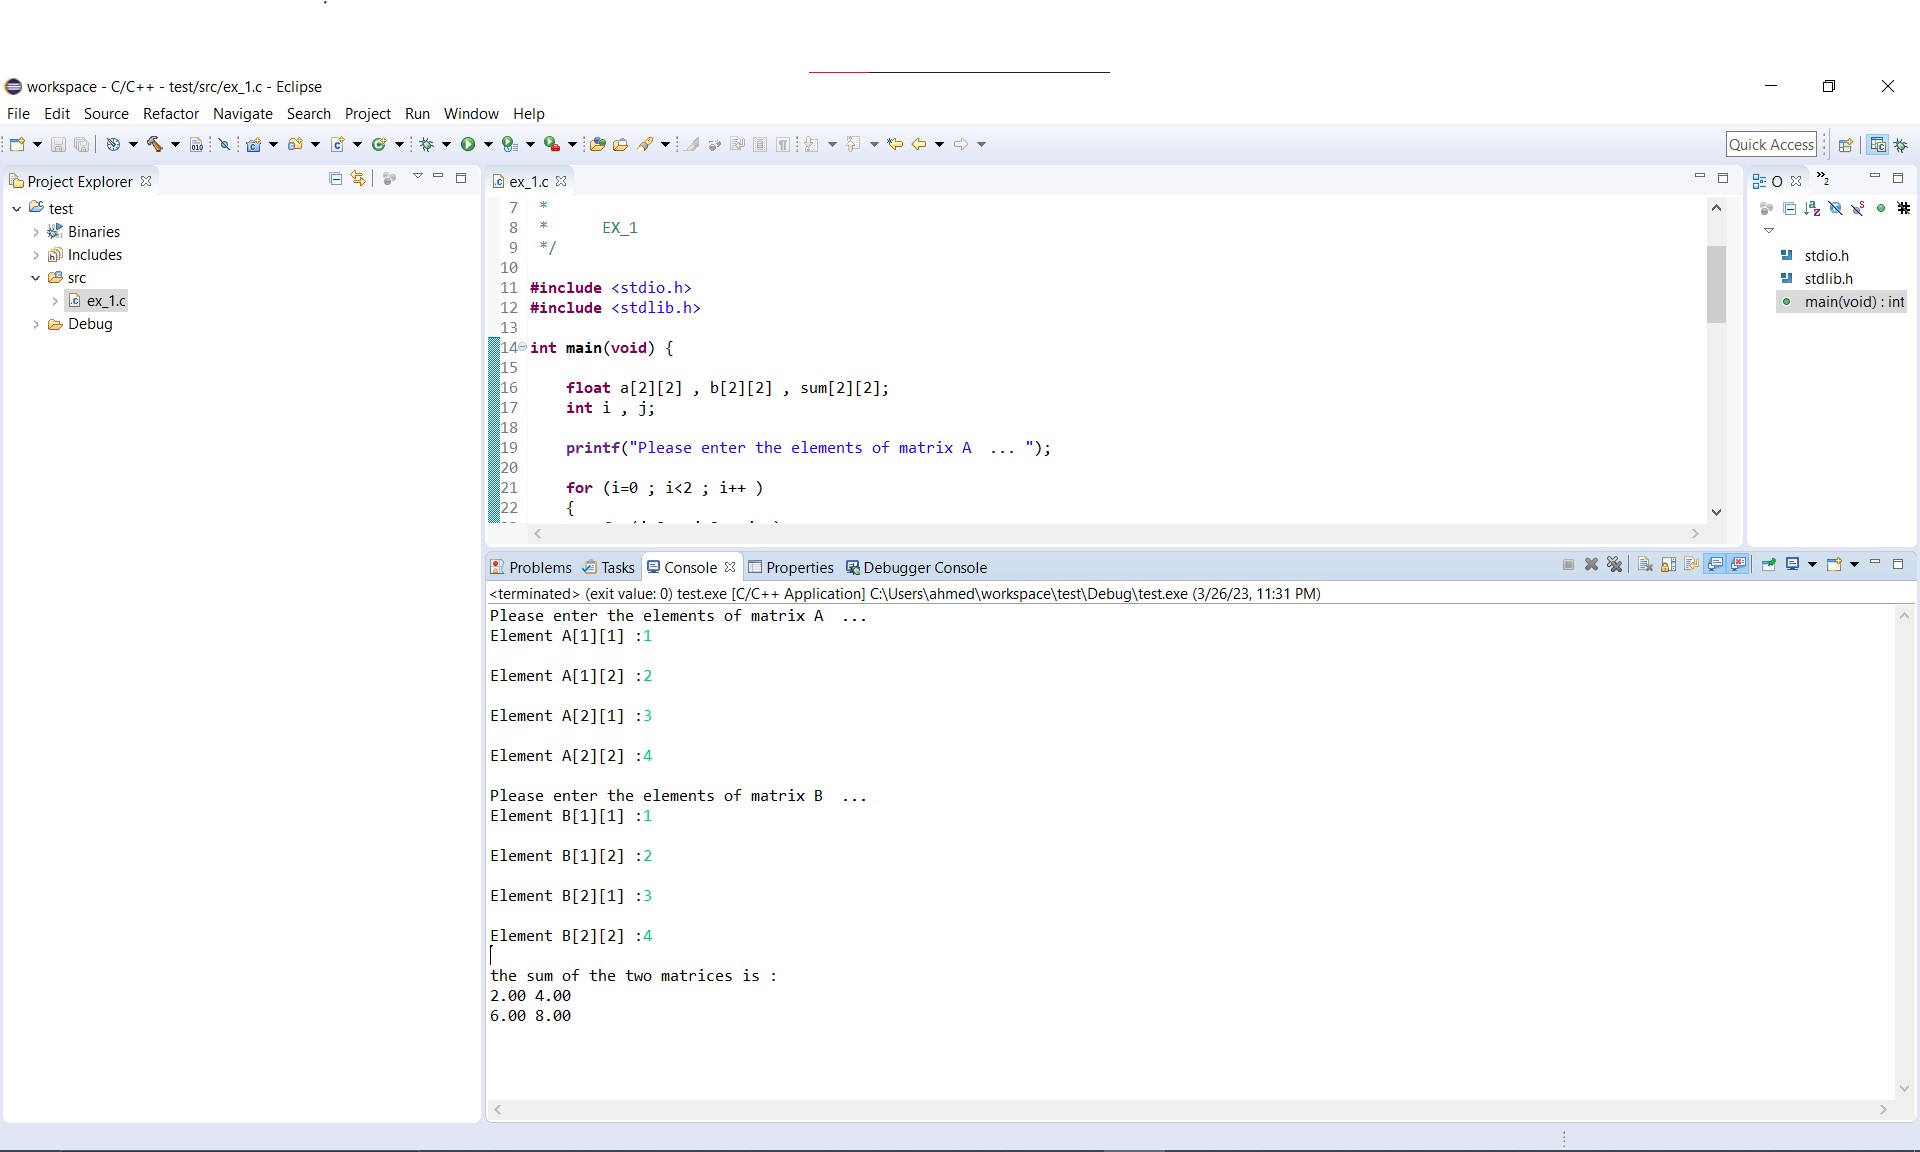 workspace - C/C++ - test/src/ex_1.c - Eclipse
File Edit Source Refactor Navigate Search Project Run Window Help
Quick Access
Project Explorer
test
Binaries
Includes
src
ex_1.c
Debug
ex_1.c
7 *
8 * EX_1
9 */
10
11 #include <stdio.h>
12 #include <stdlib.h>
13
14 int main(void) {
15
16 float a[2][2] , b[2][2] , sum[2][2];
17 int i , j;
18
19 printf("Please enter the elements of matrix A  ... ");
20
21 for (i=0 ; i<2 ; i++ )
22 {
O
2
stdio.h
stdlib.h
main(void) : int
Problems Tasks Console Properties Debugger Console
<terminated> (exit value: 0) test.exe [C/C++ Application] C:\Users\ahmed\workspace\test\Debug\test.exe (3/26/23, 11:31 PM)
Please enter the elements of matrix A  ...
Element A[1][1] :1
Element A[1][2] :2
Element A[2][1] :3
Element A[2][2] :4
Please enter the elements of matrix B  ...
Element B[1][1] :1
Element B[1][2] :2
Element B[2][1] :3
Element B[2][2] :4
the sum of the two matrices is :
2.00 4.00
6.00 8.00